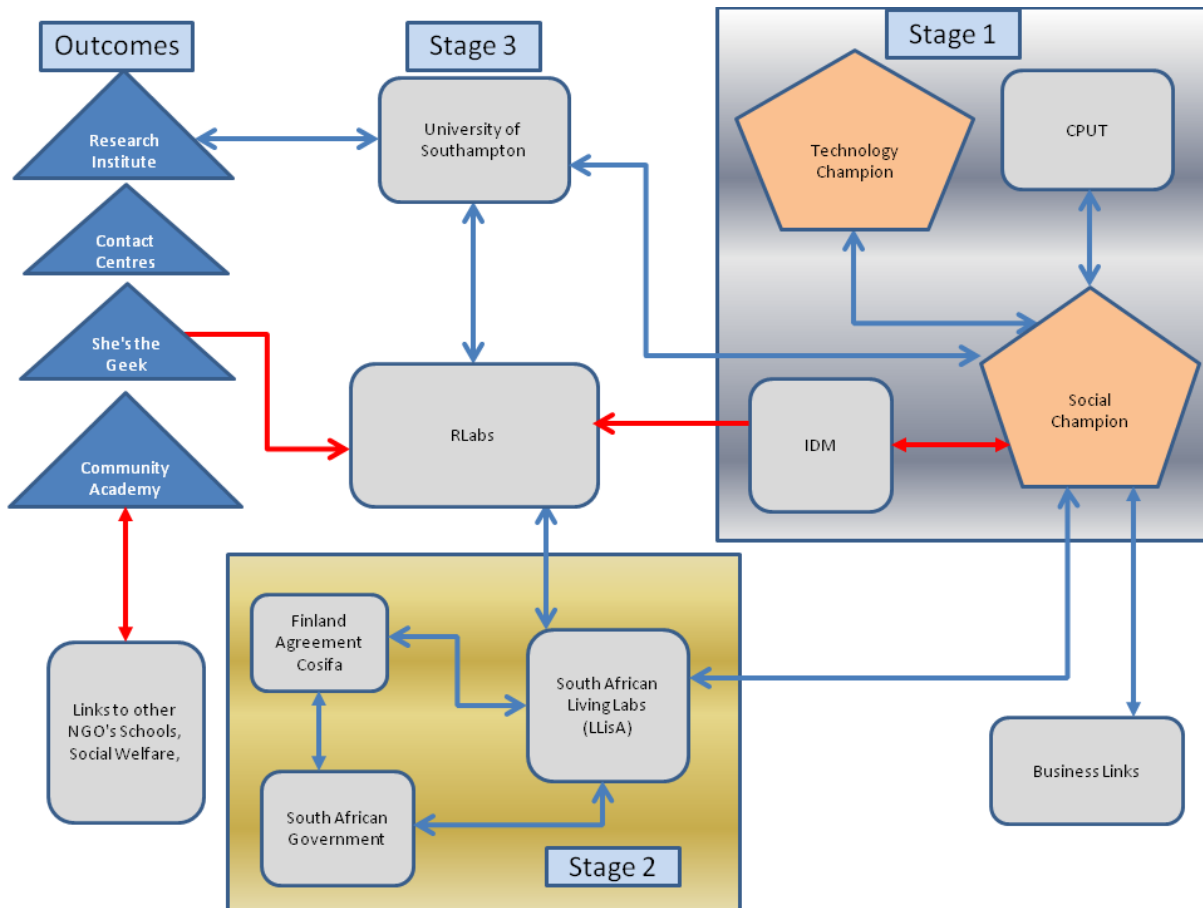 Outcomes
Research
Institute
Contact
Centres
She's the
Geek
Community
Academy
Links to other
NGO's Schools,
Social Welfare,
Stage 3
University of
Southampton
RLabs
Finland
Agreement
Cosifa
South African
Government
South African
Living Labs
(LLisA)
Stage 2
Stage 1
Technology
Champion
CPUT
IDM
Social
Champion
Business Links